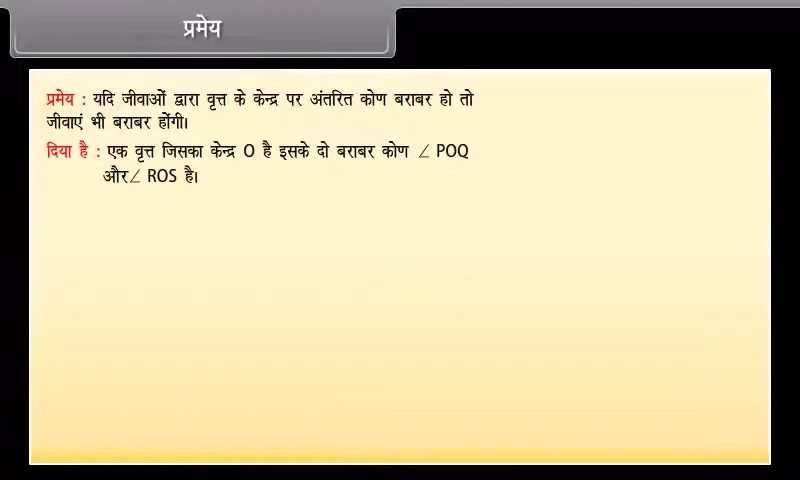 प्रमेय
प्रमेय : यदि जीवाओं द्वारा वृत्त के केन्द्र पर अंतरित कोण बराबर हो तो
जीवाएं भी बराबर होंगी।
दिया है : एक वृत्त जिसका केन्द्र O है इसके दो बराबर कोण ∠ POQ
और∠ ROS है।